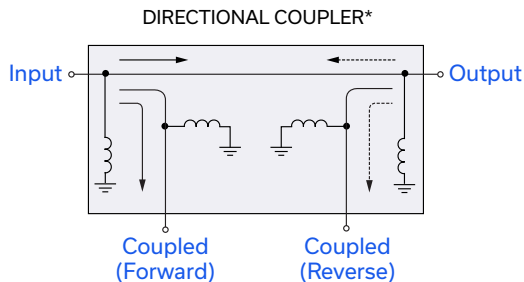 DIRECTIONAL COUPLER*
Input
Output
Coupled
(Forward)
Coupled
(Reverse)